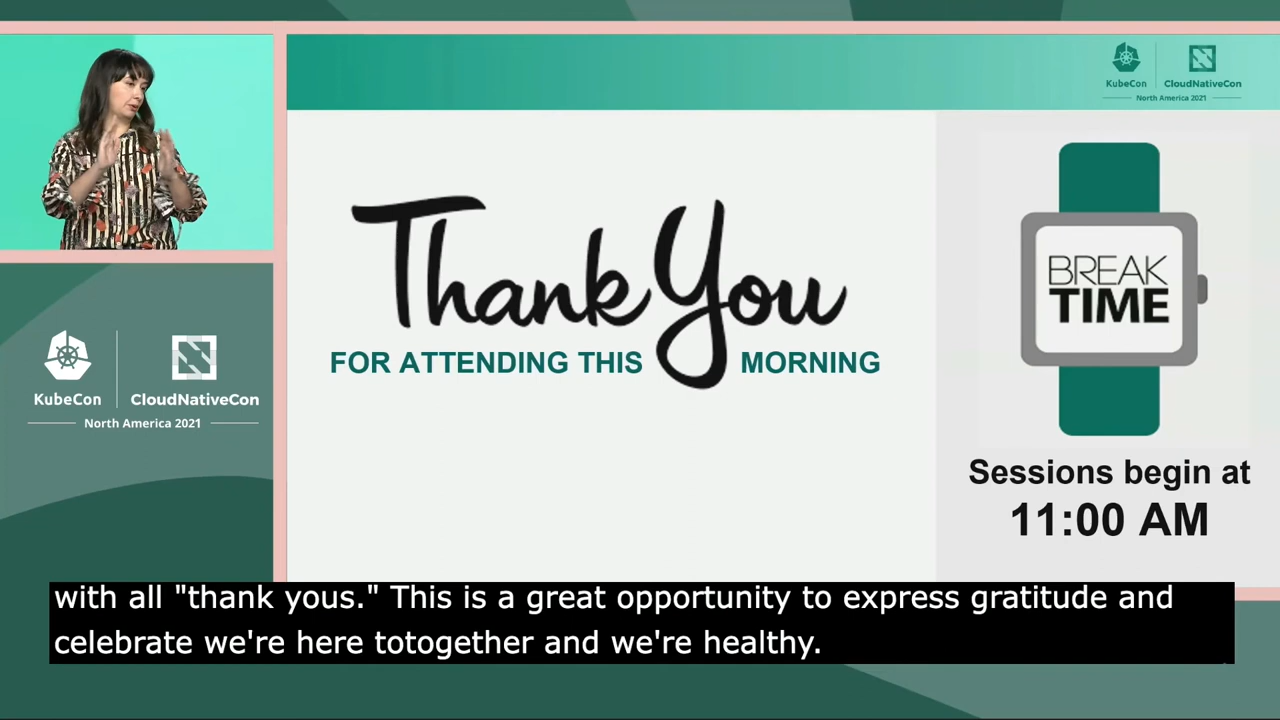 KubeCon
CloudNativeCon
North America 2021
Thank You
FOR ATTENDING THIS MORNING
BREAK
TIME
Sessions begin at
11:00 AM
KubeCon
CloudNativeCon
North America 2021
with all "thank yous." This is a great opportunity to express gratitude and
celebrate we're here totogether and we're healthy.